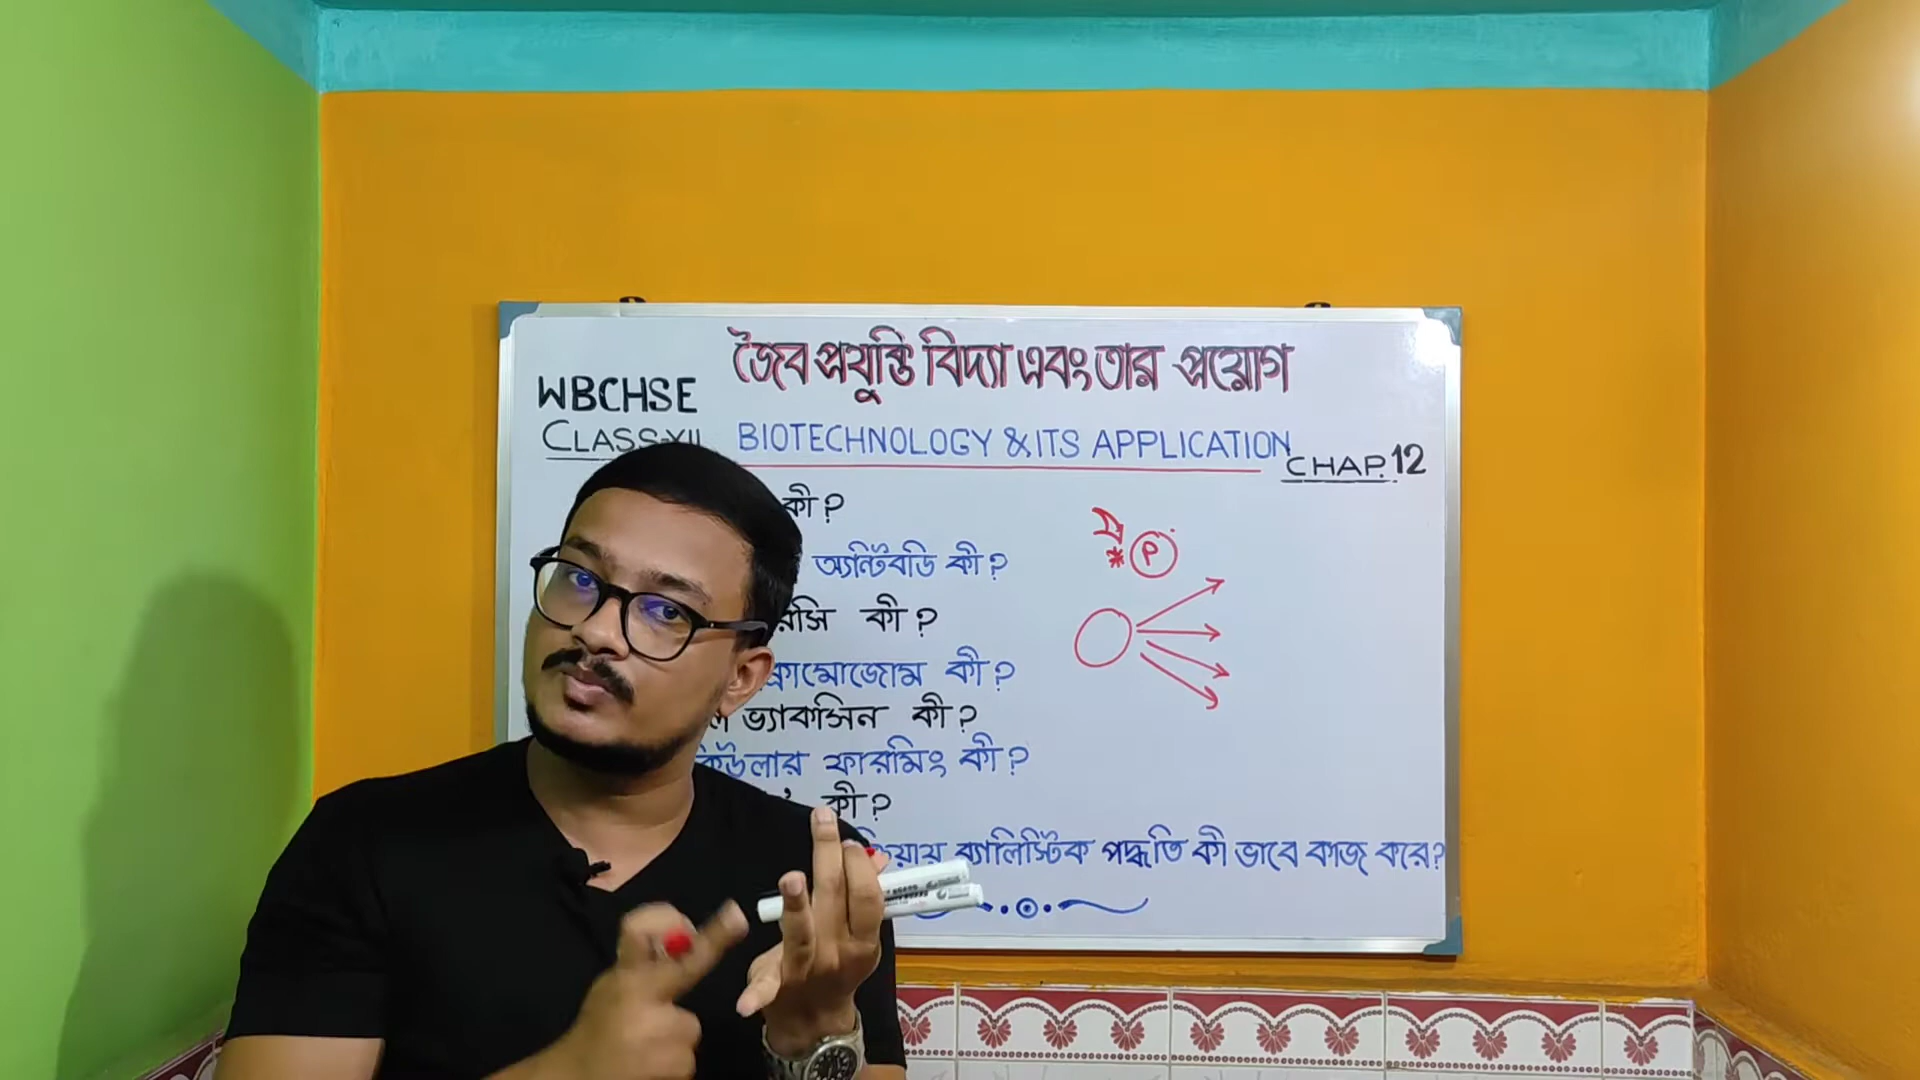 জৈব প্রযুক্তি বিদ্যা এবং তার প্রয়োগ
WBCHSE
CLASS-XII
BIOTECHNOLOGY & ITS APPLICATION
CHAP. 12
কী?
অ্যান্টিবডি কী?
কী?
কী?
ভ্যাকসিন কী?
ফারমিং কী?
কী?
ব্যালিস্টিক পদ্ধতি কী ভাবে কাজ করে?
P